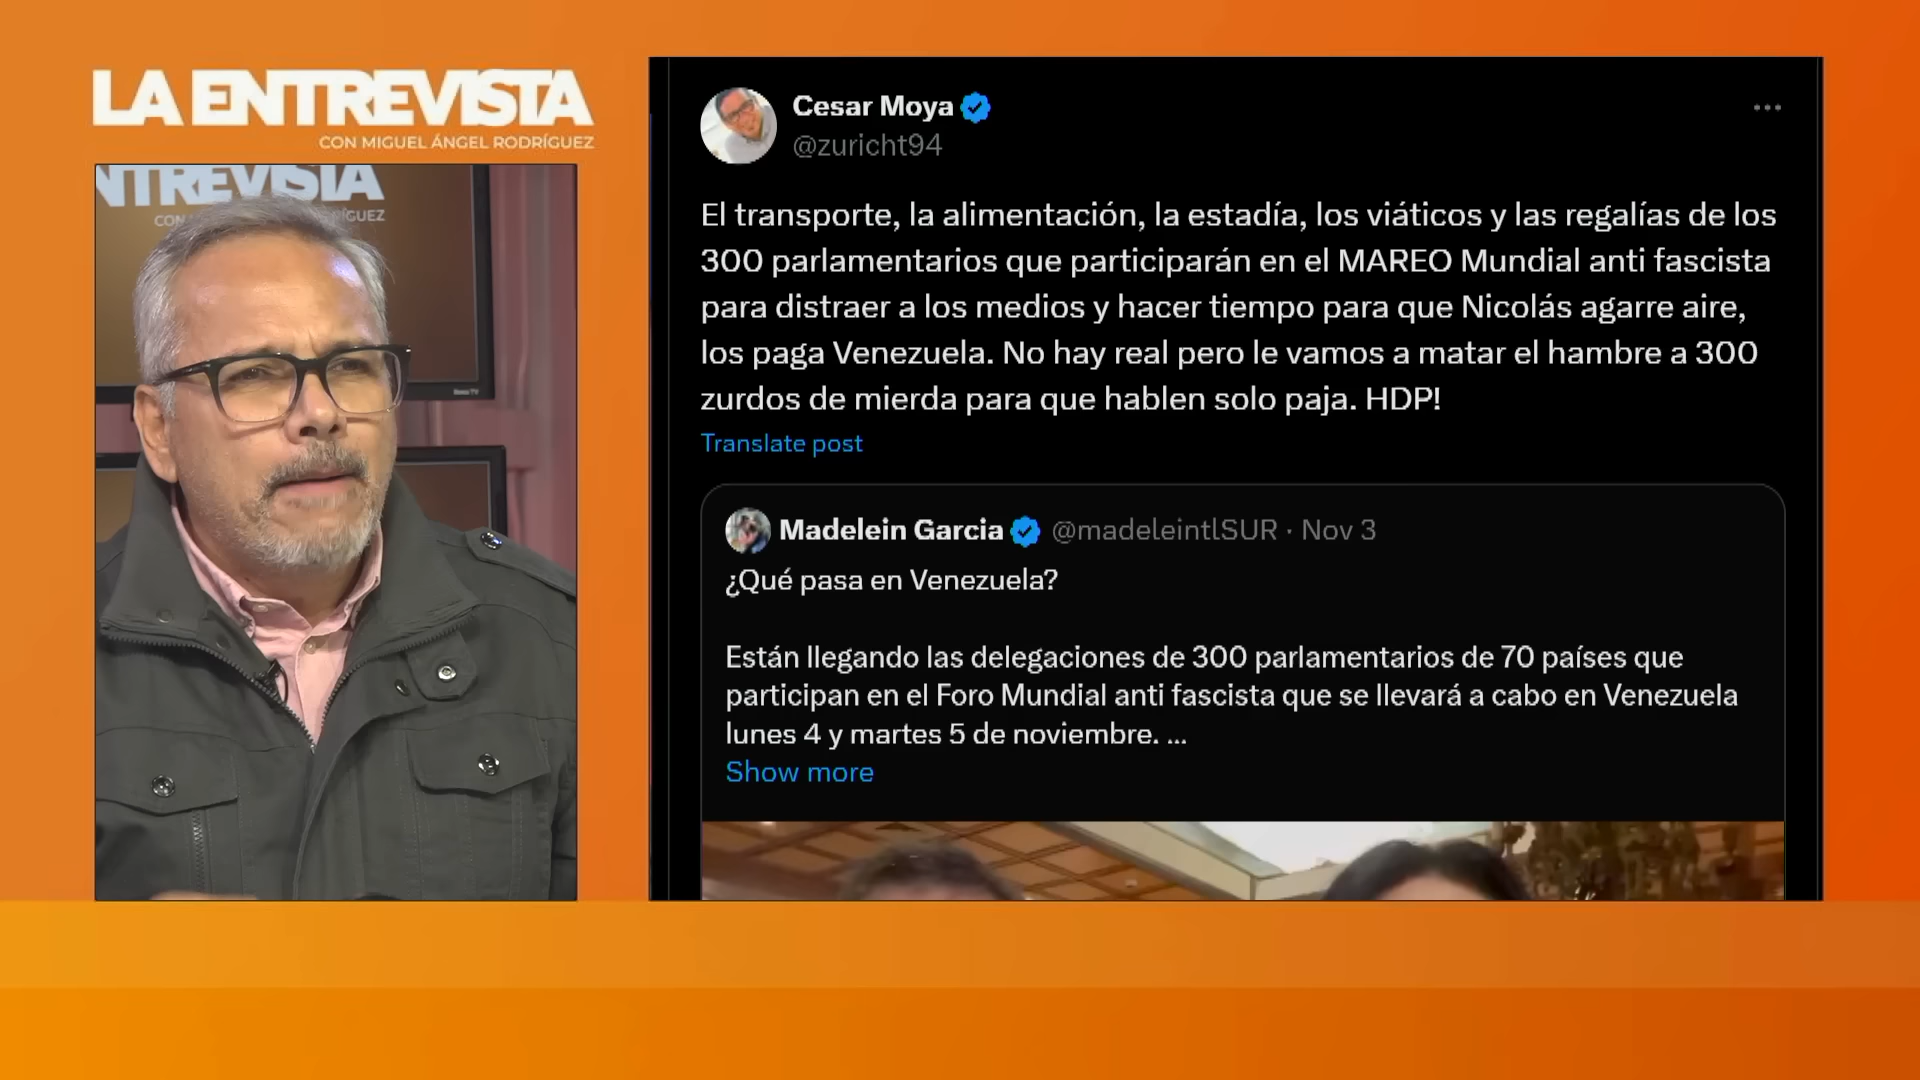 LA ENTREVISTA
CON MIGUEL ÁNGEL RODRÍGUEZ
NTREVISTA
Cesar Moya
@zuricht94
El transporte, la alimentación, la estadía, los viáticos y las regalías de los
300 parlamentarios que participarán en el MAREO Mundial anti fascista
para distraer a los medios y hacer tiempo para que Nicolás agarre aire,
los paga Venezuela. No hay real pero le vamos a matar el hambre a 300
zurdos de mierda para que hablen solo paja. HDP!
Translate post
Madelein Garcia @madeleintlSUR · Nov 3
¿Qué pasa en Venezuela?
Están llegando las delegaciones de 300 parlamentarios de 70 países que
participan en el Foro Mundial anti fascista que se llevará a cabo en Venezuela
lunes 4 y martes 5 de noviembre. ...
Show more